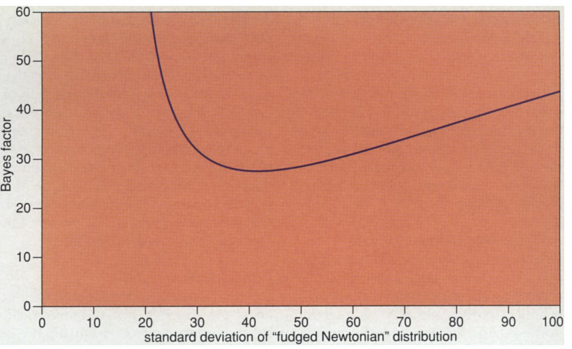 60
50
40
30
20
10
0
Bayes factor
0 10 20 30 40 50 60 70 80 90 100
standard deviation of “fudged Newtonian” distribution